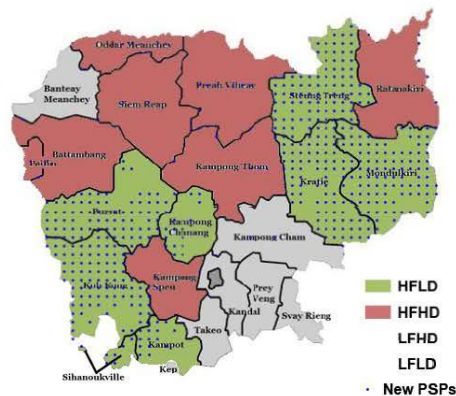 Oddar Meanchey
Banteay
Meanchey
Siem Reap
Preah Vihear
Steung Treng
Ratanakiri
Battambang
Pailin
Kampong Thom
Kratie
Mondulkiri
Pursat
Kampong
Chnang
Kampong Cham
Koh Kong
Kampong
Speu
Prey
Veng
Kandal
Svay Rieng
Takeo
Kampot
Kep
Sihanoukville
HFLD
HFHD
LFHD
LFLD
New PSPs